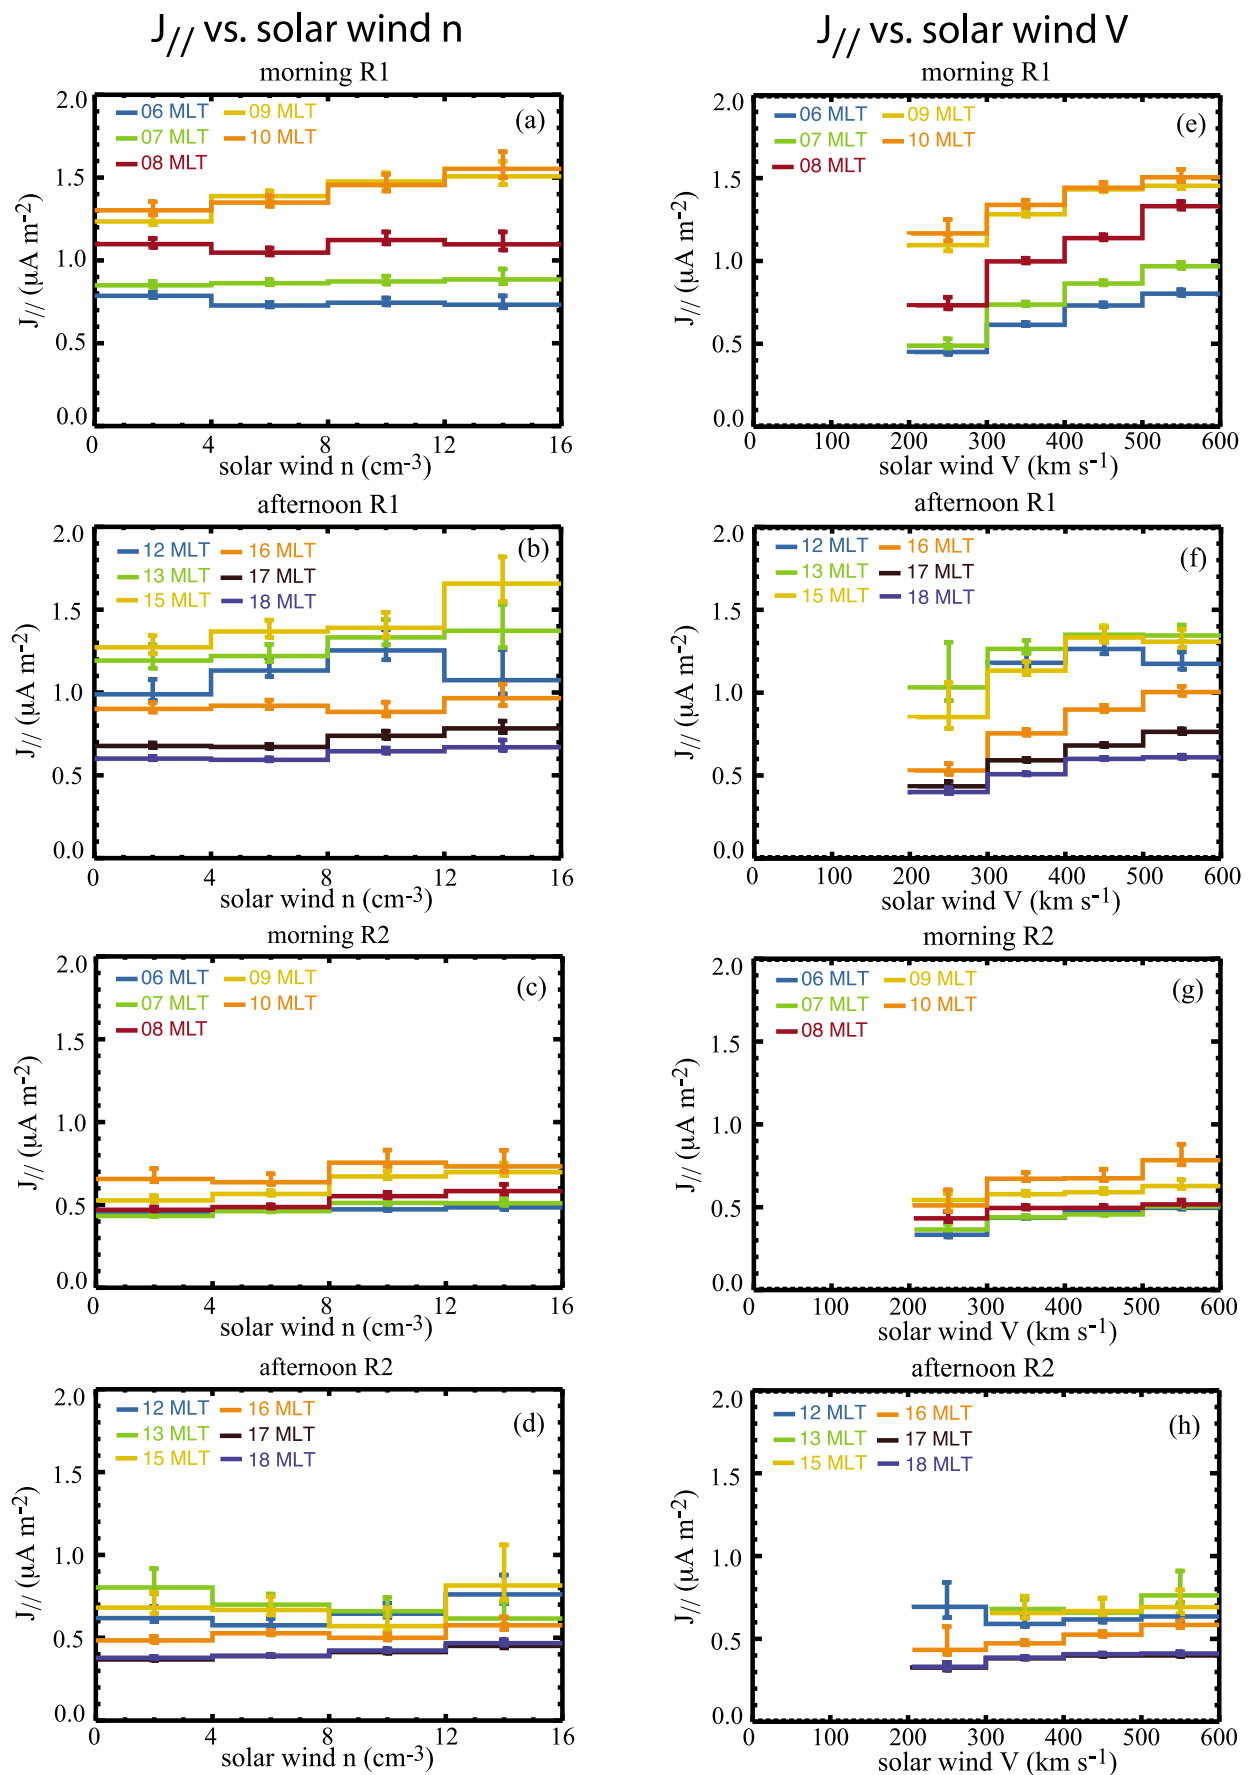 J// vs. solar wind n
morning R1
2.0
1.5
1.0
0.5
0.0
J// (μA m-2)
06 MLT 09 MLT
07 MLT 10 MLT
08 MLT
(a)
0 4 8 12 16
solar wind n (cm-3)
afternoon R1
2.0
1.5
1.0
0.5
0.0
J// (μA m-2)
12 MLT 16 MLT
13 MLT 17 MLT
15 MLT 18 MLT
(b)
0 4 8 12 16
solar wind n (cm-3)
morning R2
2.0
1.5
1.0
0.5
0.0
J// (μA m-2)
06 MLT 09 MLT
07 MLT 10 MLT
08 MLT
(c)
0 4 8 12 16
solar wind n (cm-3)
afternoon R2
2.0
1.5
1.0
0.5
0.0
J// (μA m-2)
12 MLT 16 MLT
13 MLT 17 MLT
15 MLT 18 MLT
(d)
0 4 8 12 16
solar wind n (cm-3)
J// vs. solar wind V
morning R1
2.0
1.5
1.0
0.5
0.0
J// (μA m-2)
06 MLT 09 MLT
07 MLT 10 MLT
08 MLT
(e)
0 100 200 300 400 500 600
solar wind V (km s-1)
afternoon R1
2.0
1.5
1.0
0.5
0.0
J// (μA m-2)
12 MLT 16 MLT
13 MLT 17 MLT
15 MLT 18 MLT
(f)
0 100 200 300 400 500 600
solar wind V (km s-1)
morning R2
2.0
1.5
1.0
0.5
0.0
J// (μA m-2)
06 MLT 09 MLT
07 MLT 10 MLT
08 MLT
(g)
0 100 200 300 400 500 600
solar wind V (km s-1)
afternoon R2
2.0
1.5
1.0
0.5
0.0
J// (μA m-2)
12 MLT 16 MLT
13 MLT 17 MLT
15 MLT 18 MLT
(h)
0 100 200 300 400 500 600
solar wind V (km s-1)